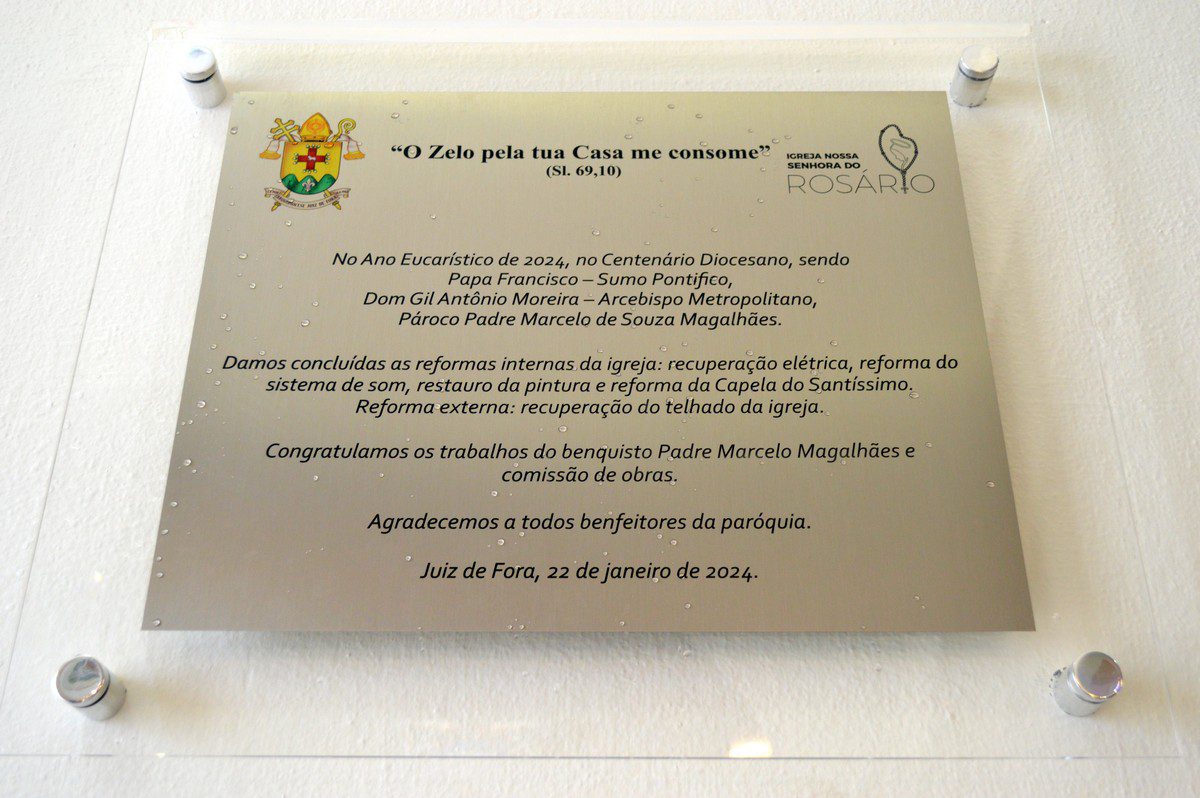 “O Zelo pela tua Casa me consome”
(Sl. 69,10)
IGREJA NOSSA
SENHORA DO
ROSÁRIO
No Ano Eucarístico de 2024, no Centenário Diocesano, sendo
Papa Francisco – Sumo Pontifico,
Dom Gil Antônio Moreira – Arcebispo Metropolitano,
Pároco Padre Marcelo de Souza Magalhães.
Damos concluídas as reformas internas da igreja: recuperação elétrica, reforma do
sistema de som, restauro da pintura e reforma da Capela do Santíssimo.
Reforma externa: recuperação do telhado da igreja.
Congratulamos os trabalhos do benquisto Padre Marcelo Magalhães e
comissão de obras.
Agradecemos a todos benfeitores da paróquia.
Juiz de Fora, 22 de janeiro de 2024.